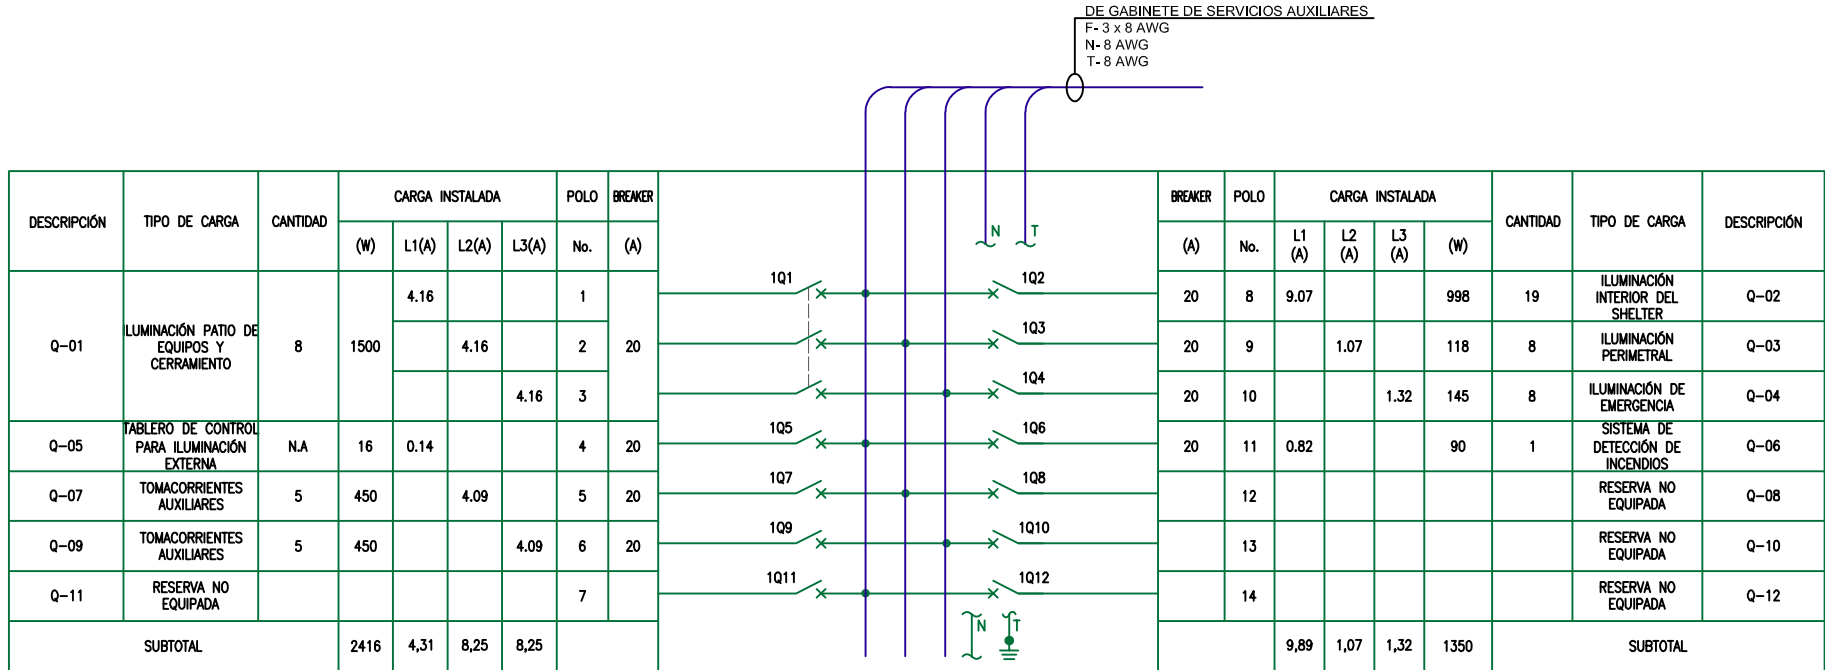 DE GABINETE DE SERVICIOS AUXILIARES
F- 3 x 8 AWG
N- 8 AWG
T- 8 AWG
N T
DESCRIPCIÓN TIPO DE CARGA CANTIDAD CARGA INSTALADA POLO BREAKER
(W) L1(A) L2(A) L3(A) No. (A)
Q-01 ILUMINACIÓN PATIO DE
EQUIPOS Y
CERRAMIENTO
8 1500 4.16 1 20
4.16 2
4.16 3
Q-05 TABLERO DE CONTROL
PARA ILUMINACIÓN
EXTERNA
N.A 16 0.14 4 20
Q-07 TOMACORRIENTES
AUXILIARES
5 450 4.09 5 20
Q-09 TOMACORRIENTES
AUXILIARES
5 450 4.09 6 20
Q-11 RESERVA NO
EQUIPADA
7
SUBTOTAL 2416 4,31 8,25 8,25
1Q1 1Q2
1Q3
1Q4
1Q5 1Q6
1Q7 1Q8
1Q9 1Q10
1Q11 1Q12
N T
BREAKER POLO CARGA INSTALADA CANTIDAD TIPO DE CARGA DESCRIPCIÓN
(A) No. L1
(A)
L2
(A)
L3
(A)
(W)
20 8 9.07 998 19 ILUMINACIÓN
INTERIOR DEL
SHELTER
Q-02
20 9 1.07 118 8 ILUMINACIÓN
PERIMETRAL
Q-03
20 10 1.32 145 8 ILUMINACIÓN DE
EMERGENCIA
Q-04
20 11 0.82 90 1 SISTEMA DE
DETECCIÓN DE
INCENDIOS
Q-06
12 RESERVA NO
EQUIPADA
Q-08
13 RESERVA NO
EQUIPADA
Q-10
14 RESERVA NO
EQUIPADA
Q-12
9,89 1,07 1,32 1350 SUBTOTAL